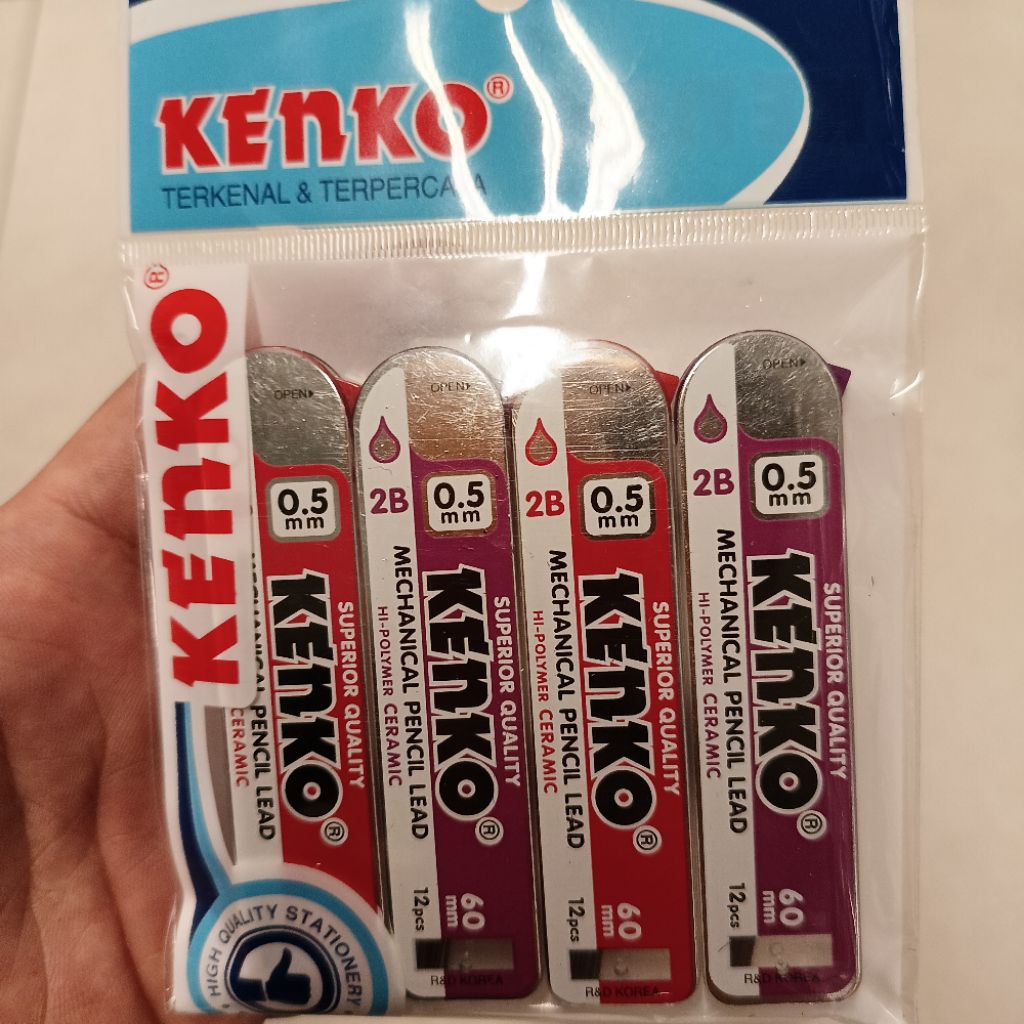 KENKO®
TERKENAL & TERPERCAYA
KENKO®
OPEN
0.5
mm
SUPERIOR QUALITY
KENKO®
PENCIL LEAD
CERAMIC
HIGH QUALITY STATIONERY
OPEN
2B
0.5
mm
SUPERIOR QUALITY
KENKO®
MECHANICAL PENCIL LEAD
HI-POLYMER CERAMIC
12pcs
60
mm
R&D KOREA
OPEN
2B
0.5
mm
SUPERIOR QUALITY
KENKO®
MECHANICAL PENCIL LEAD
HI-POLYMER CERAMIC
12pcs
60
mm
R&D KOREA
OPEN
2B
0.5
mm
SUPERIOR QUALITY
KENKO®
MECHANICAL PENCIL LEAD
HI-POLYMER CERAMIC
12pcs
60
mm
R&D KOREA